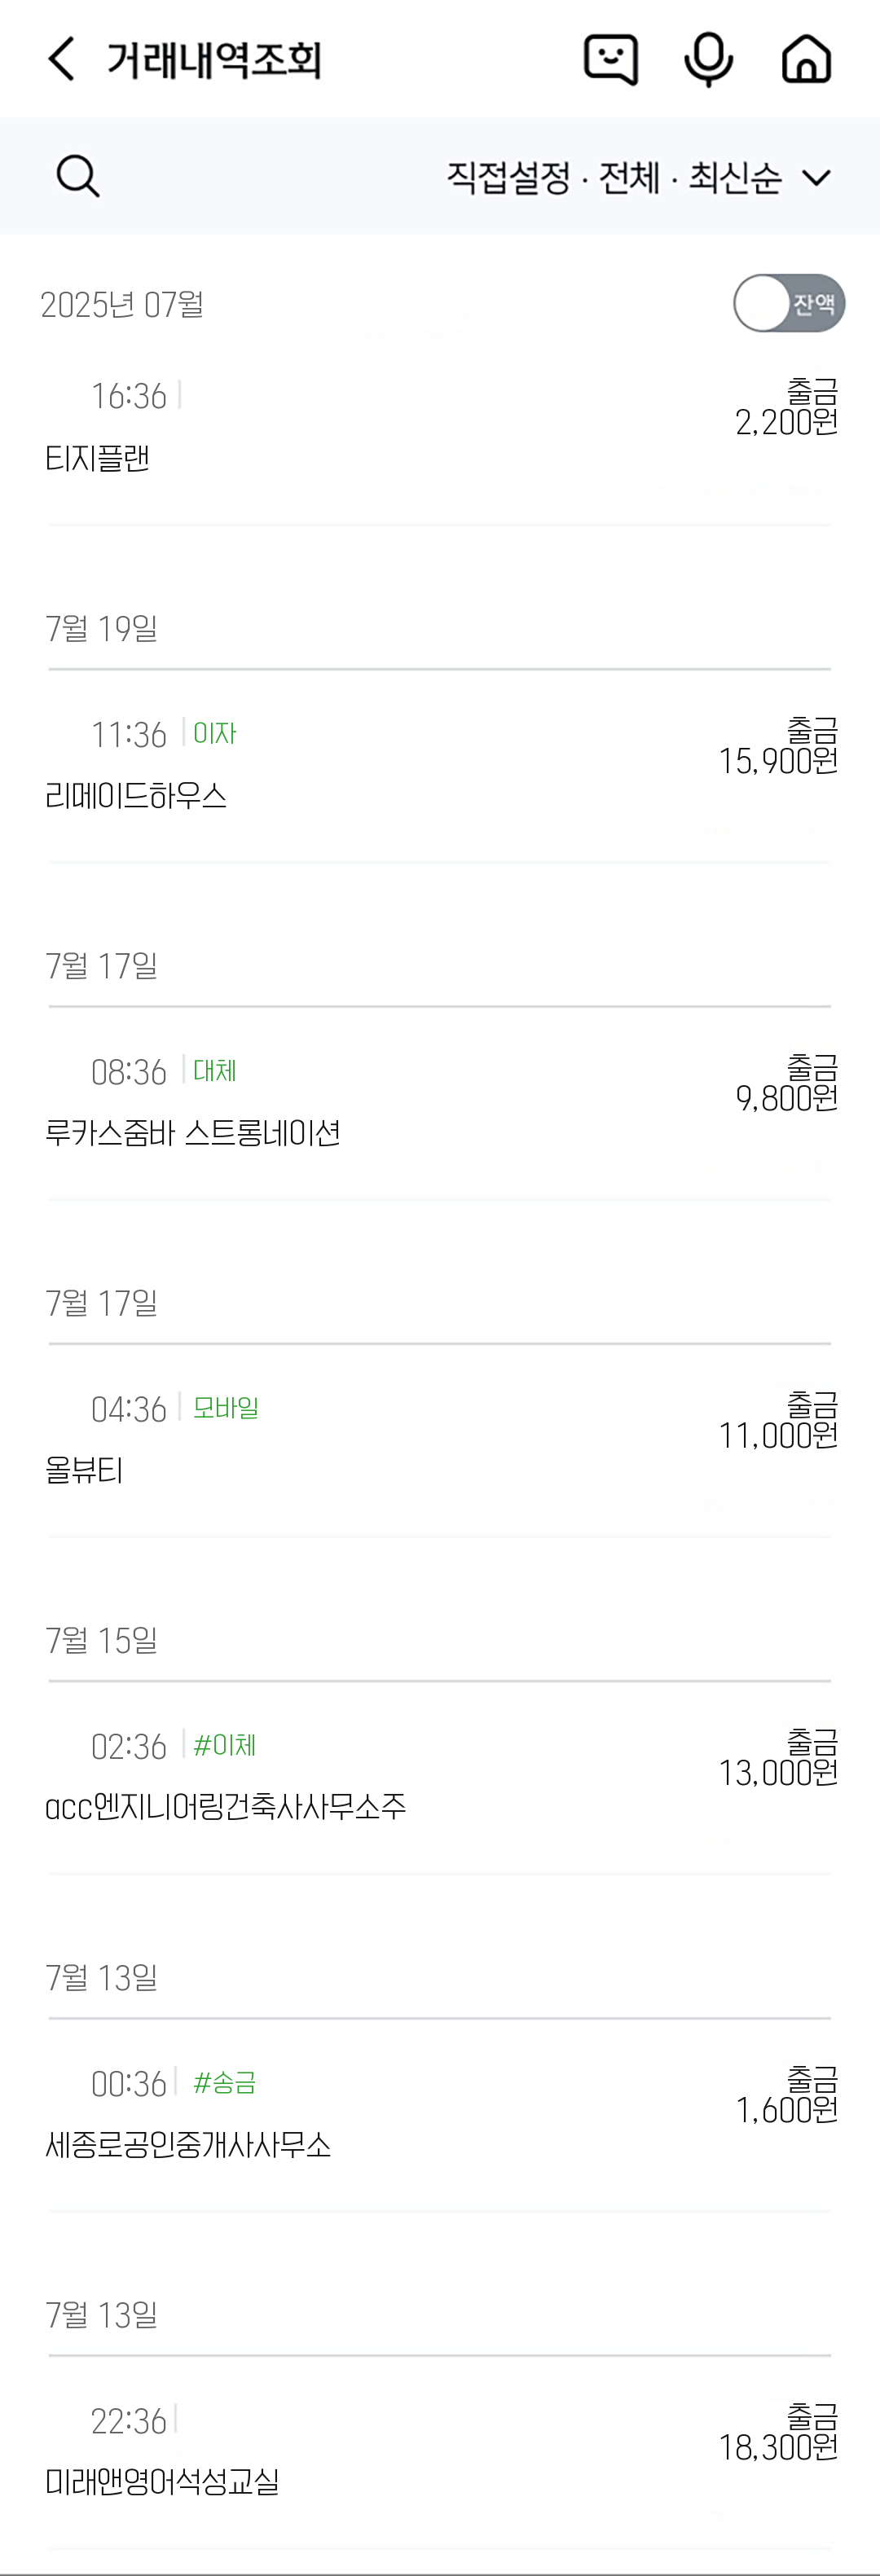 거래내역조회
직접설정 · 전체 · 최신순
2025년 07월 잔액
16:36 출금
2,200원
티지플랜
7월 19일
11:36 이자 출금
15,900원
리메이드하우스
7월 17일
08:36 대체 출금
9,800원
루카스줌바 스트롱네이션
7월 17일
04:36 모바일 출금
11,000원
올뷰티
7월 15일
02:36 #이체 출금
13,000원
acc엔지니어링건축사사무소주
7월 13일
00:36 #송금 출금
1,600원
세종로공인중개사사무소
7월 13일
22:36 출금
18,300원
미래앤영어석성교실